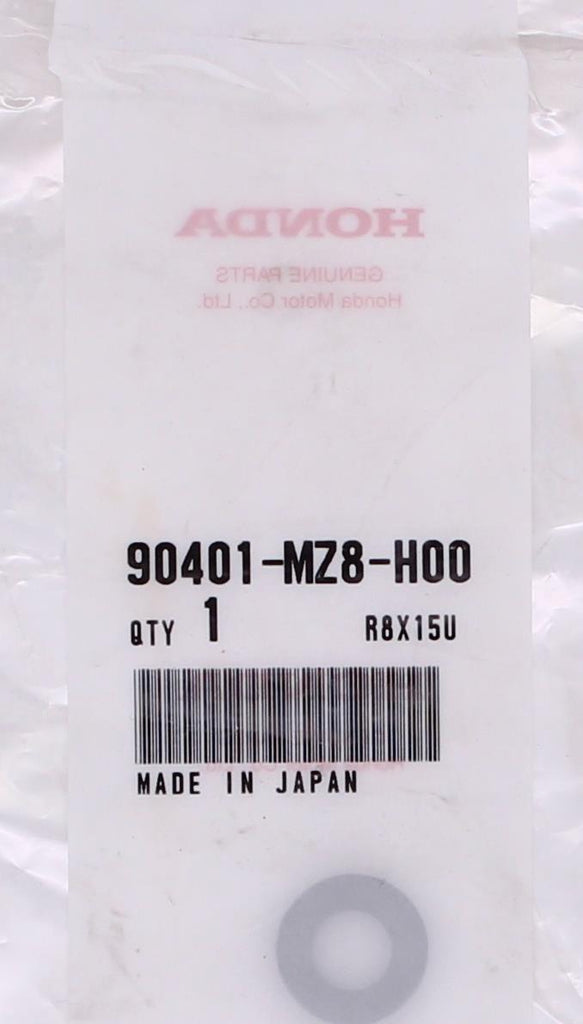 HONDA
GENUINE PARTS
Honda Motor Co., Ltd.
90401-MZ8-H00
QTY 1 R8X15U
MADE IN JAPAN